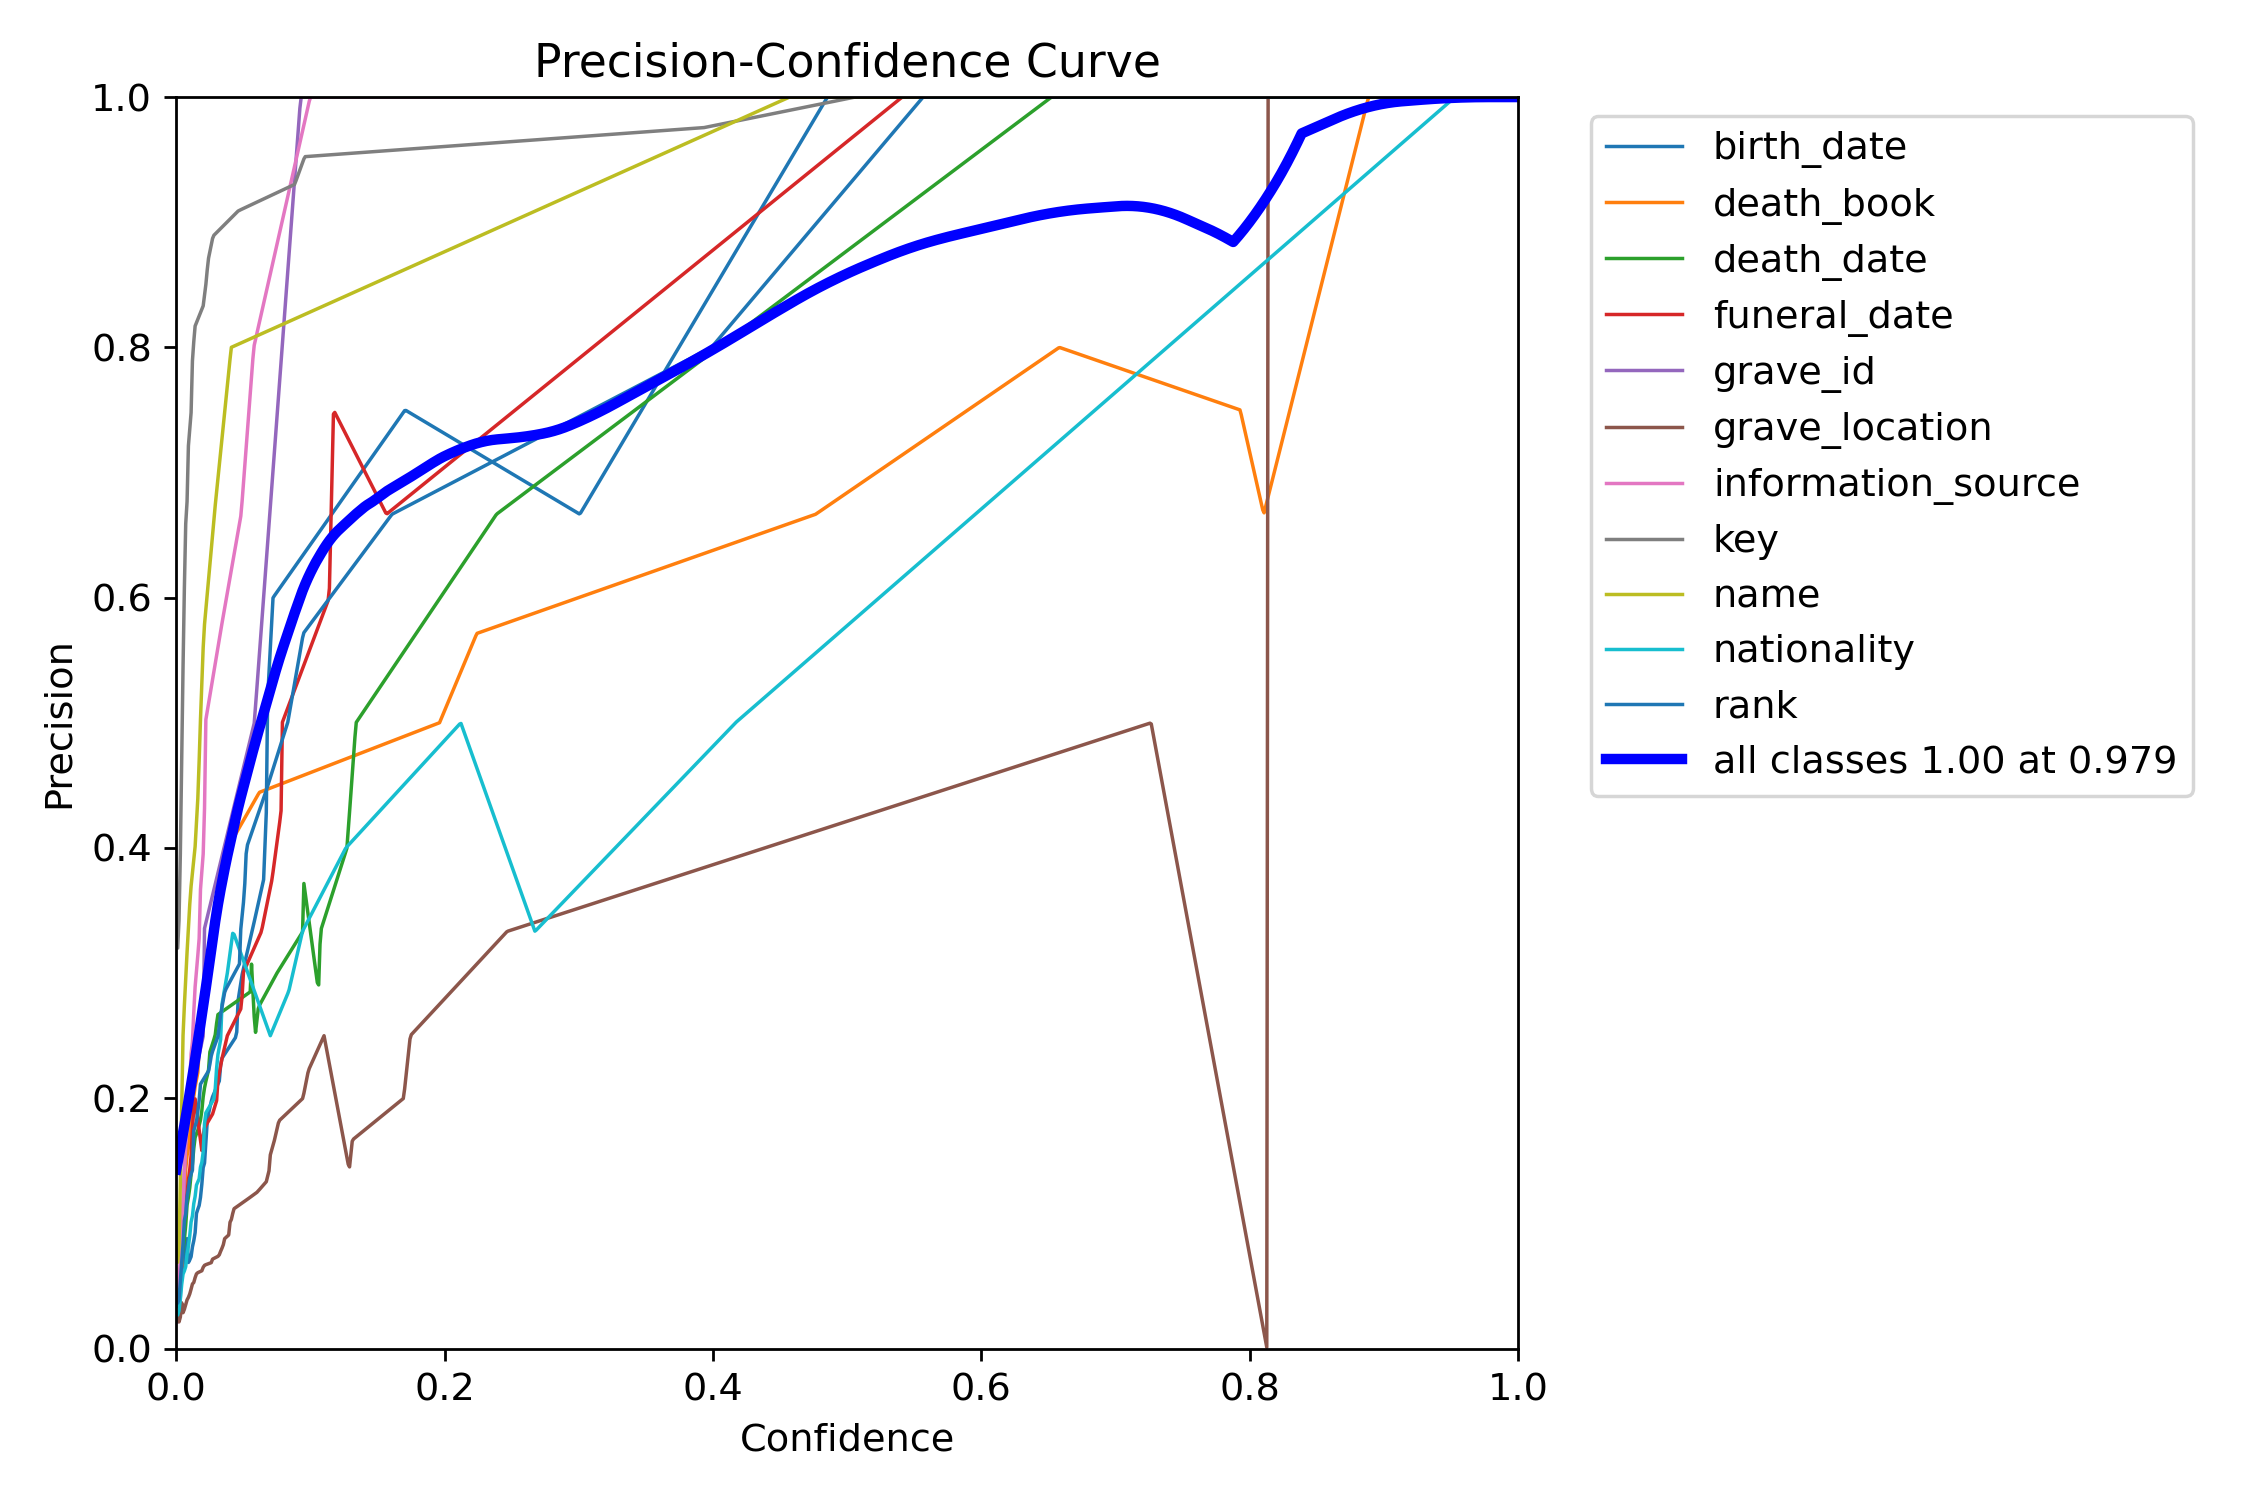 Precision-Confidence Curve
1.0
0.8
0.6
0.4
0.2
0.0
Precision
0.0 0.2 0.4 0.6 0.8 1.0
Confidence
birth_date
death_book
death_date
funeral_date
grave_id
grave_location
information_source
key
name
nationality
rank
all classes 1.00 at 0.979